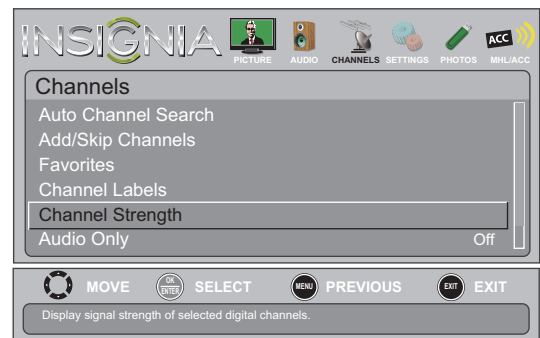 INSIGNIA
PICTURE AUDIO CHANNELS SETTINGS PHOTOS MHL/ACC
ACC
Channels
Auto Channel Search
Add/Skip Channels
Favorites
Channel Labels
Channel Strength
Audio Only Off
MOVE OK ENTER SELECT MENU PREVIOUS EXIT EXIT
Display signal strength of selected digital channels.